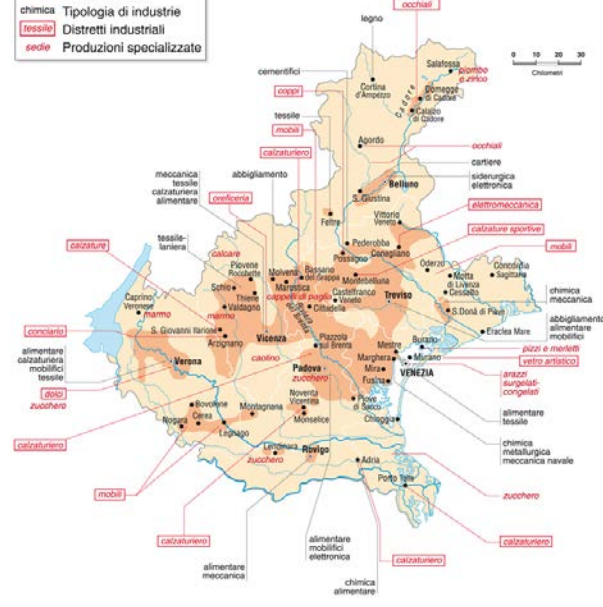 chimica Tipologia di industrie
tessile Distretti industriali
sedie Produzioni specializzate
occhiali
legno
0 10 20 30
Chilometri
cementifici
coppi
tessile
mobili
calzaturiero
Cortina
d'Ampezzo
Salafossa
piombo
e zinco
Domegge
di Cadore
Calalzo
di Cadore
Cadore
Agordo
occhiali
cartiere
siderurgica
elettronica
Belluno
S. Giustina
meccanica
tessile
calzaturiera
alimentare
abbigliamento
oreficeria
Feltre
Vittorio
Veneto
elettromeccanica
calzature sportive
mobili
calzature
tessile-
laniera
calcare
Pederobba
Possagno
Conegliano
Piovene
Rocchette
Molvena
Bassano
del Grappa
Montebelluna
Oderzo
Motta
di Livenza
Concordia
Sagittaria
Schio
Thiene
Marostica
cappelli di paglia
Castelfranco
Veneto
Treviso
Cessalto
chimica
meccanica
Caprino
Veronese
marmo
Valdagno
marmo
Cittadella
S. Donà di Piave
abbigliamento
alimentare
mobilifici
S. Giovanni Ilarione
Riviera
del Brenta
Eraclea Mare
conciario
Arzignano
Vicenza
Piazzola
sul Brenta
Mestre
Burano
pizzi e merletti
alimentare
calzaturiera
mobilifici
tessile
caolino
Marghera
Murano
vetro artistico
Verona
Padova
zucchero
Mira
VENEZIA
arazzi
surgelati-
congelati
Fusina
dolci
zucchero
Bovolone
Noventa
Vicentina
Piove
di Sacco
Cerea
Montagnana
Monselice
alimentare
tessile
Nogara
Chioggia
Legnago
calzaturiero
Lendinara
zucchero
Rovigo
Adria
chimica
metallurgica
meccanica navale
Porto Tolle
zucchero
mobili
calzaturiero
alimentare
mobilifici
elettronica
calzaturiero
calzaturiero
alimentare
meccanica
chimica
alimentare